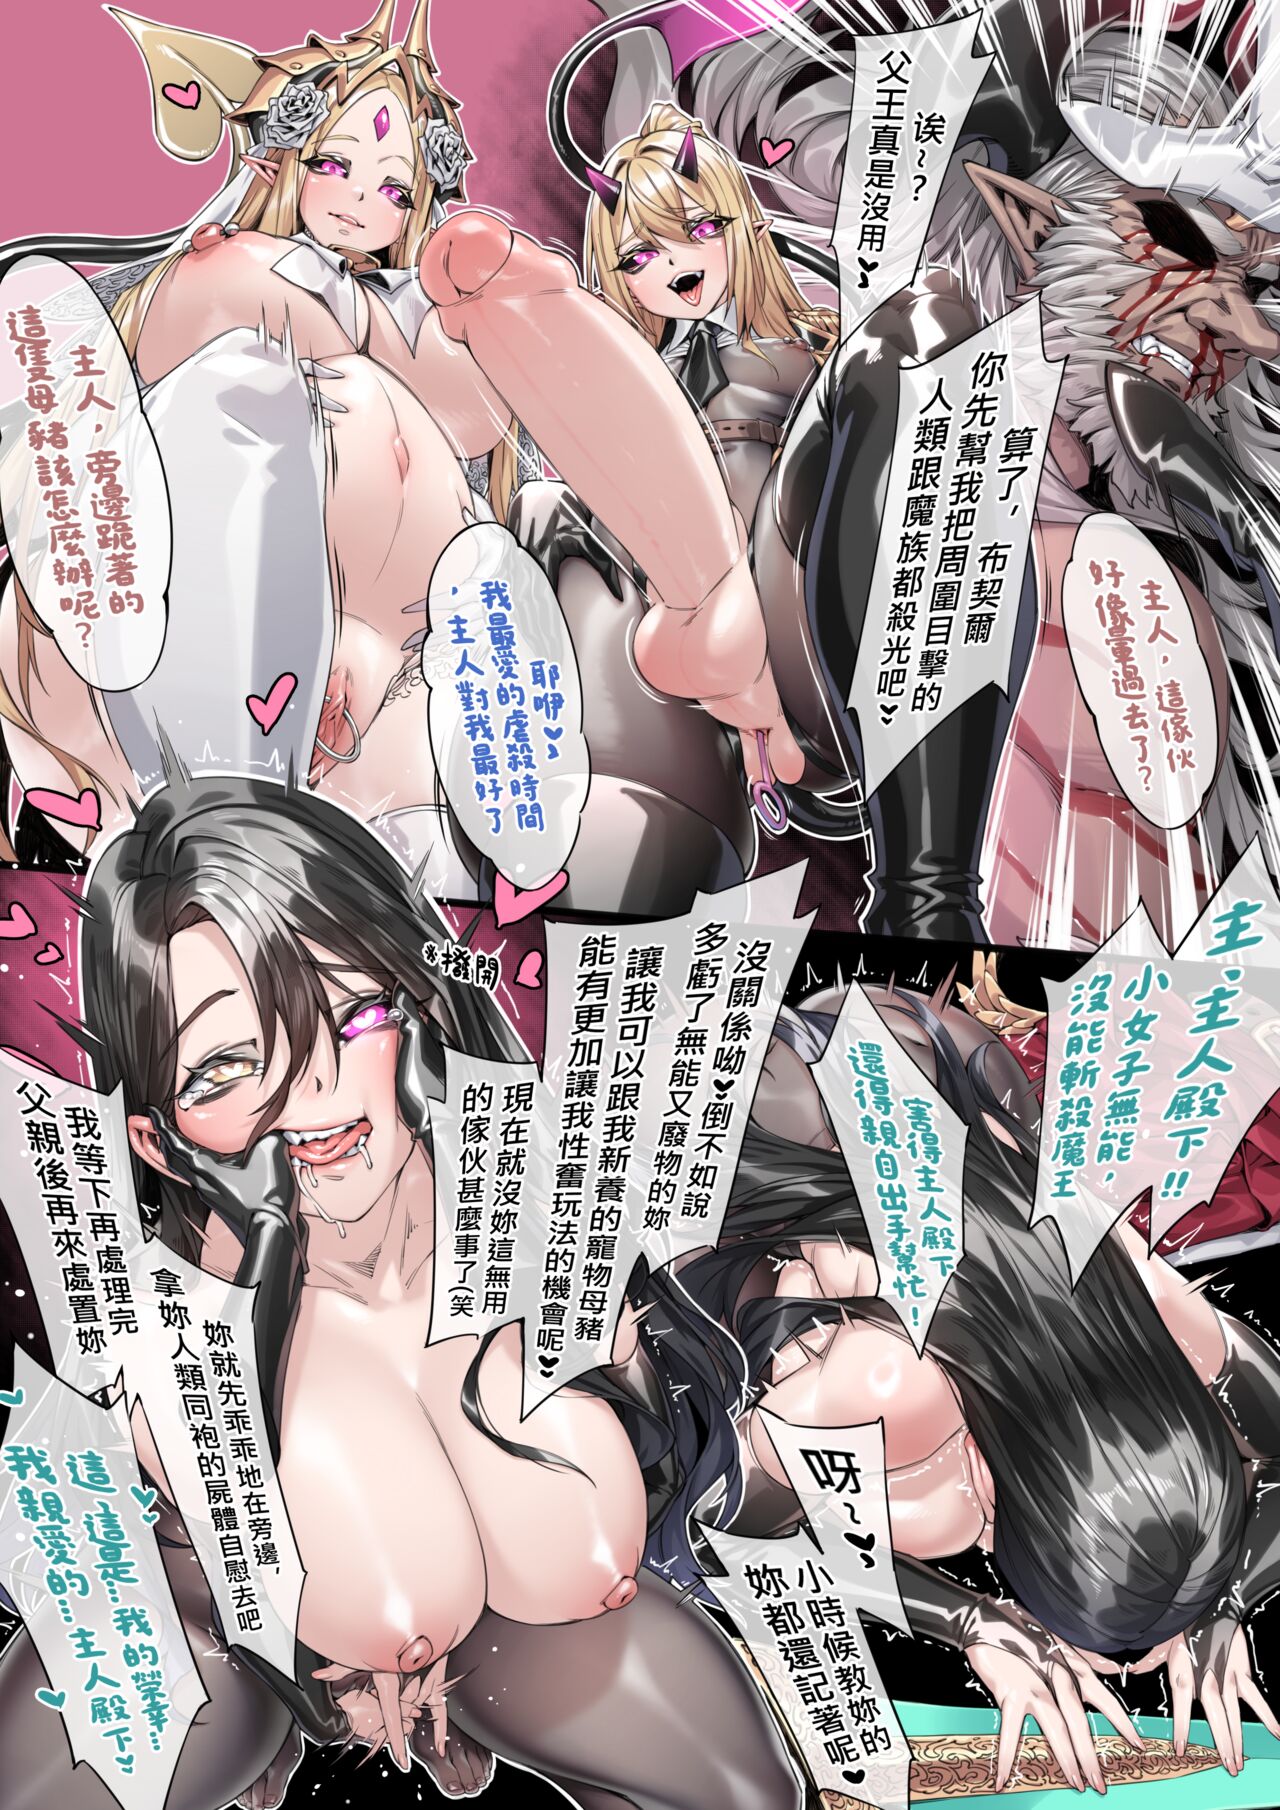 诶~?
父王真是沒用♥
算了,布契爾
你先幫我把周圍目擊的
人類跟魔族都殺光吧♥
主人,這傢伙
好像暈過去了?
耶咿♥
我最愛的虐殺時間
,主人對我最好了
主人,旁邊跪著的
這隻母豬該怎麼辦呢?
主、主人殿下!!
小女子無能,
沒能斬殺魔王
害得主人殿下
還得親自出手幫忙!
呀~♥
小時候教妳的
妳都還記著呢♥
沒關係呦♥倒不如說
多虧了無能又廢物的妳
讓我可以跟我新養的寵物母豬
能有更加讓我性奮玩法的機會呢♥
現在就沒妳這無用
的傢伙甚麼事了(笑
*撥開
我等下再處理完
父親後再來處置妳
妳就先乖乖地在旁邊,
拿妳人類同袍的屍體自慰去吧
這 這是…我的榮幸…
我親愛的…主人殿下♥